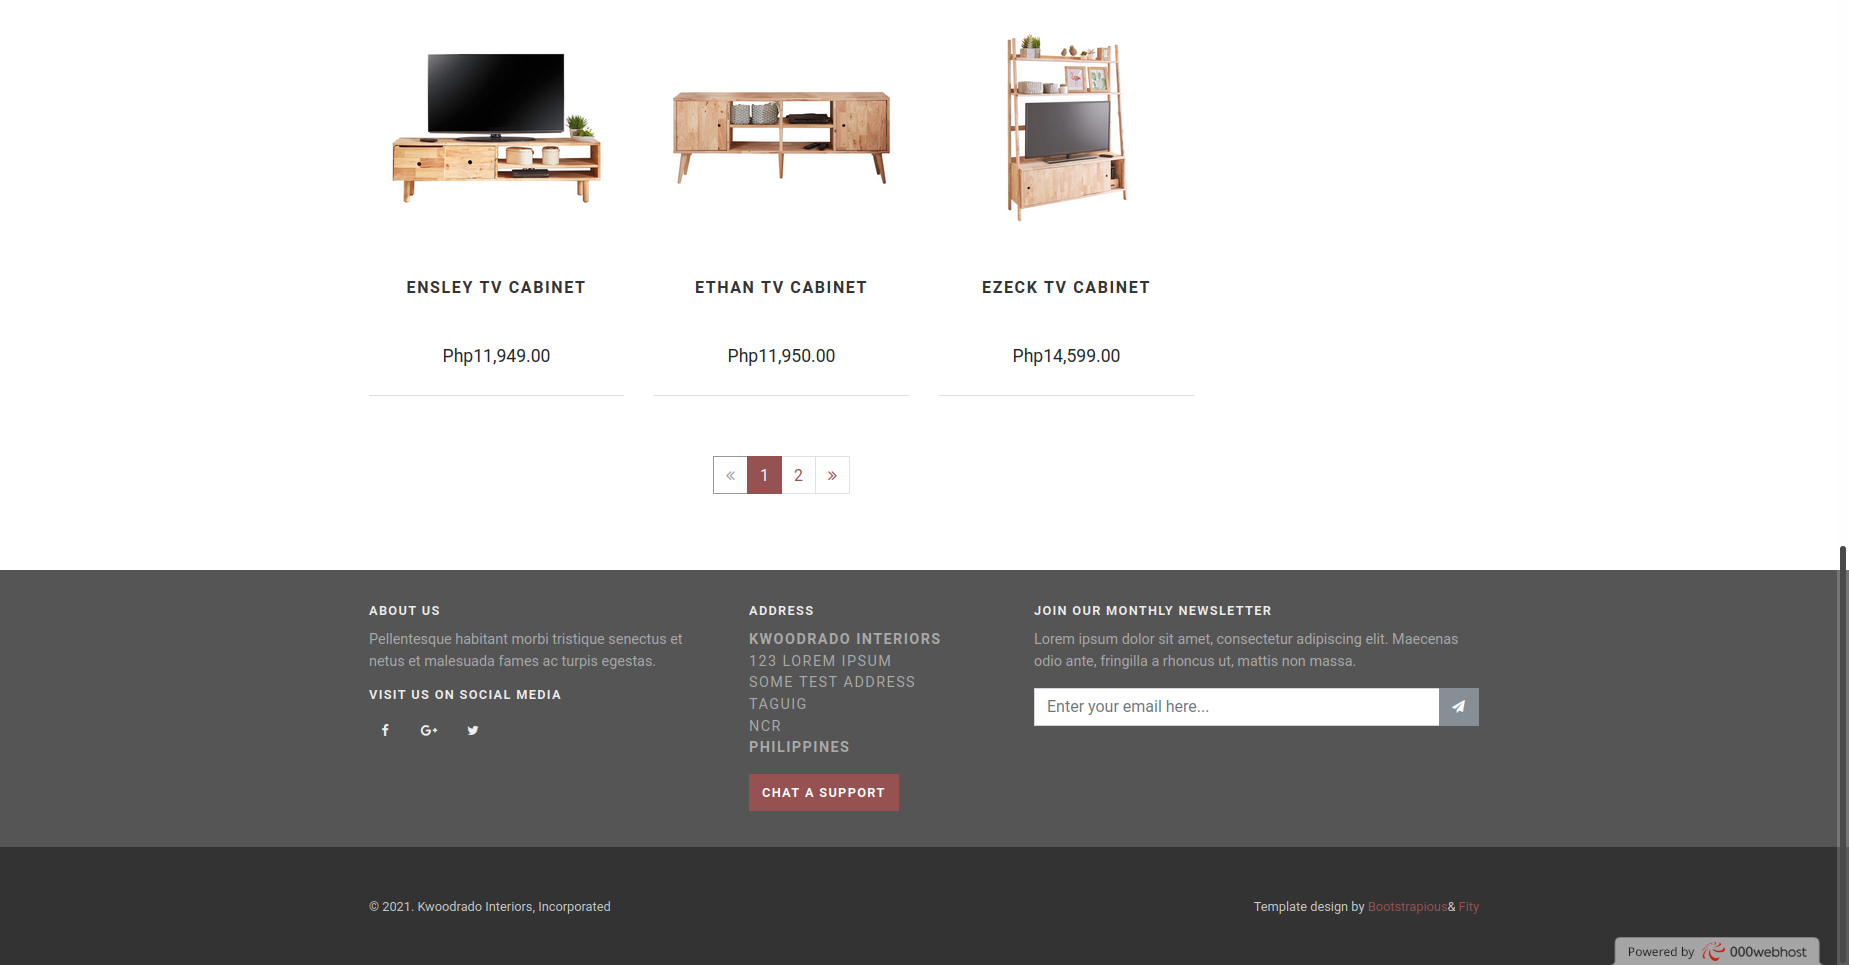 ENSLEY TV CABINET
ETHAN TV CABINET
EZECK TV CABINET
Php11,949.00
Php11,950.00
Php14,599.00
« 1 2 »
ABOUT US
Pellentesque habitant morbi tristique senectus et
netus et malesuada fames ac turpis egestas.
VISIT US ON SOCIAL MEDIA
ADDRESS
KWOODRADO INTERIORS
123 LOREM IPSUM
SOME TEST ADDRESS
TAGUIG
NCR
PHILIPPINES
CHAT A SUPPORT
JOIN OUR MONTHLY NEWSLETTER
Lorem ipsum dolor sit amet, consectetur adipiscing elit. Maecenas
odio ante, fringilla a rhoncus ut, mattis non massa.
Enter your email here...
© 2021. Kwoodrado Interiors, Incorporated
Template design by Bootstrapious& Fity
Powered by 000webhost